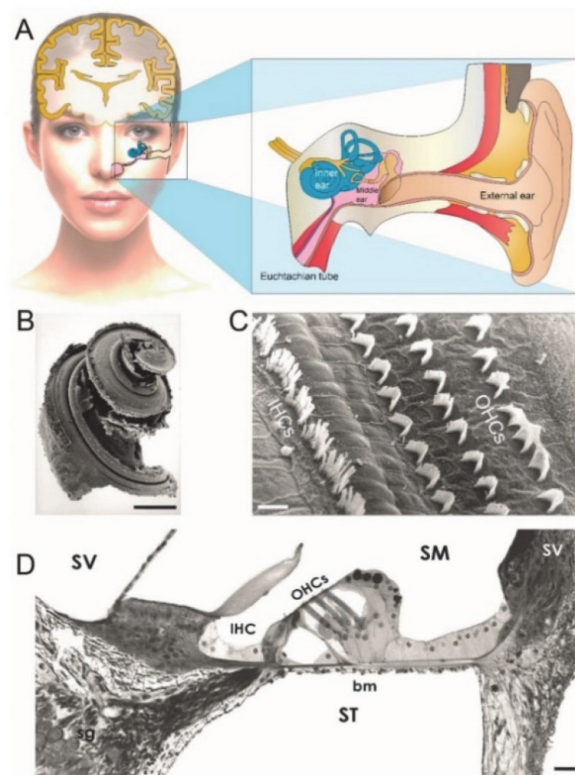 A
Inner
ear
Middle
ear
External ear
Euchtachian tube
B
C
IHCs
OHCs
D
SV
SM
SV
OHCs
IHC
bm
sg
ST